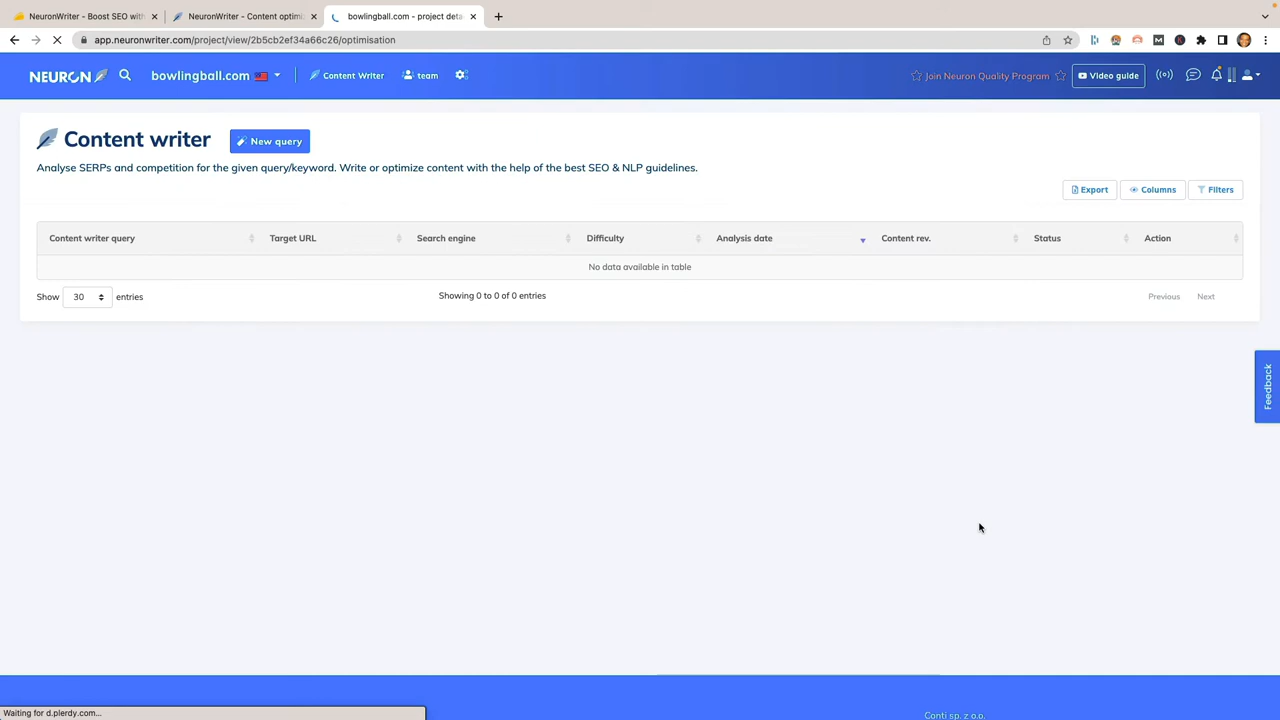 NeuronWriter - Boost SEO with
NeuronWriter - Content optimi
bowlingball.com - project deta
app.neuronwriter.com/project/view/2b5cb2ef34a66c26/optimisation
NEURON
bowlingball.com
Content Writer
team
Join Neuron Quality Program
Video guide
Content writer
New query
Analyse SERPs and competition for the given query/keyword. Write or optimize content with the help of the best SEO & NLP guidelines.
Export
Columns
Filters
Content writer query
Target URL
Search engine
Difficulty
Analysis date
Content rev.
Status
Action
No data available in table
Show 30 entries
Showing 0 to 0 of 0 entries
Previous
Next
Feedback
Waiting for d.plerdy.com...
Conti sp. z o.o.